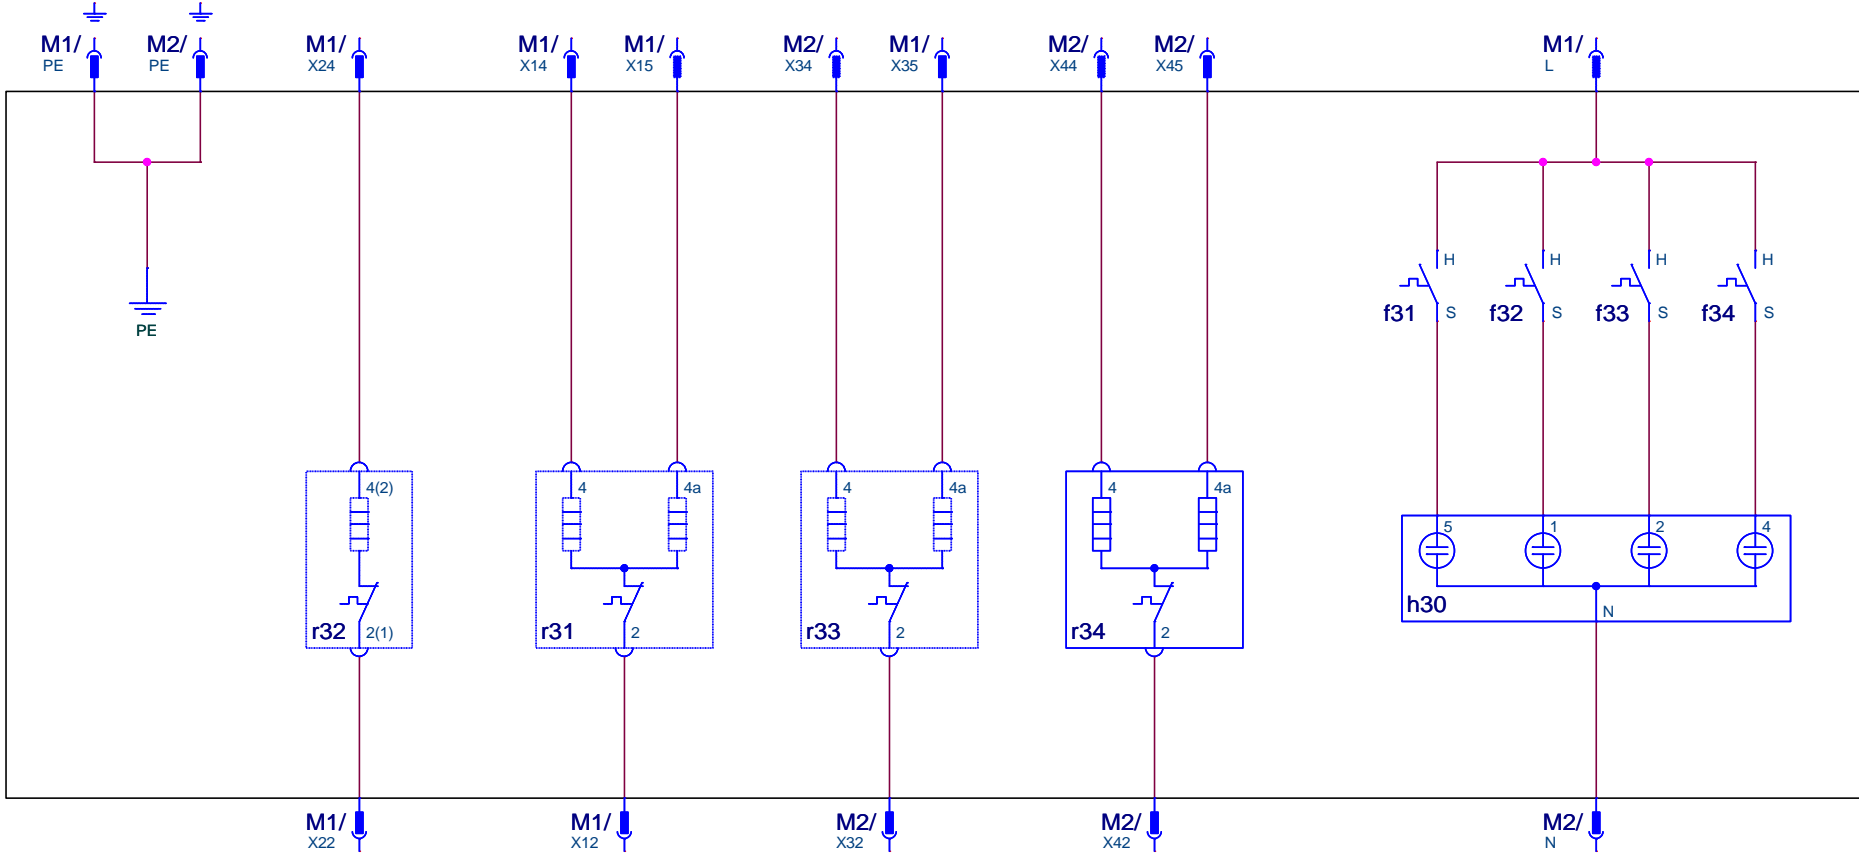 M1/ M2/ M1/ M1/ M1/ M2/ M1/ M2/ M2/ M1/
PE PE X24 X14 X15 X34 X35 X44 X45 L
H H H H
f31 S f32 S f33 S f34 S
PE
4(2) 4 4a 4 4a 4 4a
5 1 2 4
h30 N
r32 2(1) r31 2 r33 2 r34 2
M1/ M1/ M2/ M2/ M2/
X22 X12 X32 X42 N